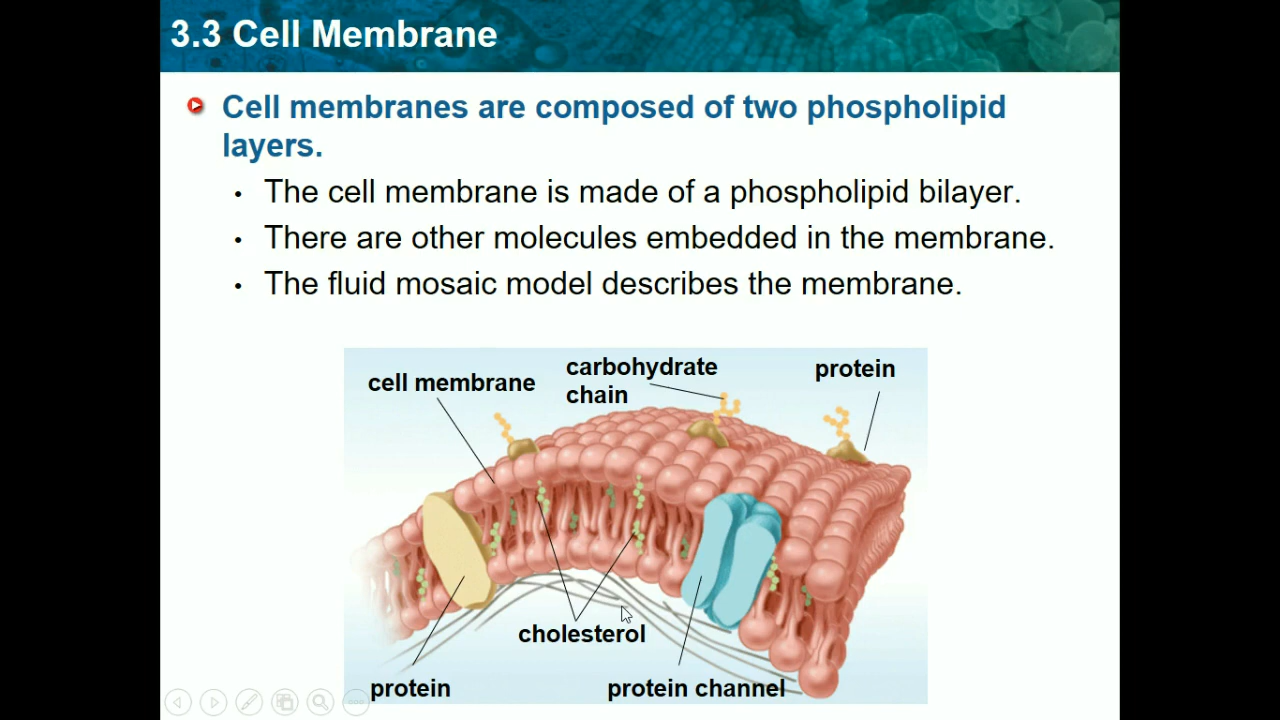 3.3 Cell Membrane
Cell membranes are composed of two phospholipid
layers.
• The cell membrane is made of a phospholipid bilayer.
• There are other molecules embedded in the membrane.
• The fluid mosaic model describes the membrane.
cell membrane
carbohydrate
chain
protein
cholesterol
protein
protein channel